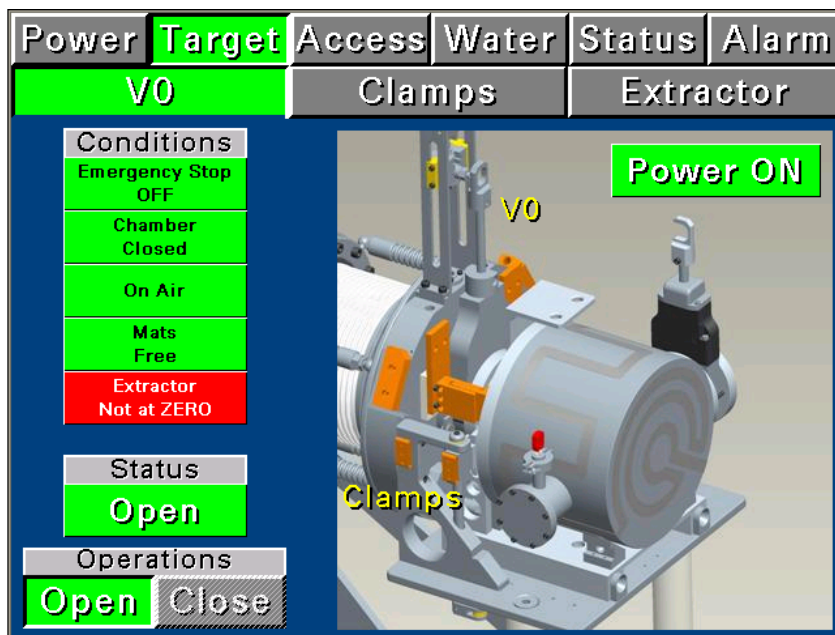 Power Target Access Water Status Alarm
V0 Clamps Extractor
Conditions
Emergency Stop
OFF
Chamber
Closed
On Air
Mats
Free
Extractor
Not at ZERO
Status
Open
Operations
Open Close
Power ON
V0
Clamps